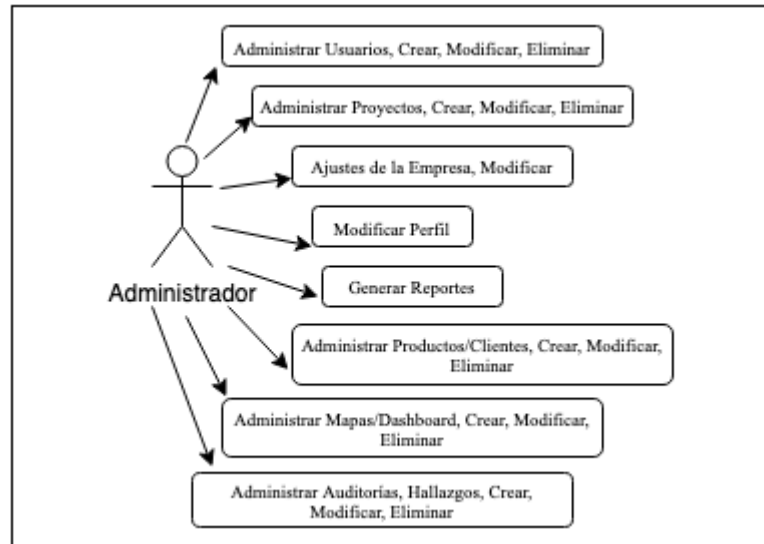 Administrar Usuarios, Crear, Modificar, Eliminar
Administrar Proyectos, Crear, Modificar, Eliminar
Ajustes de la Empresa, Modificar
Modificar Perfil
Generar Reportes
Administrador
Administrar Productos/Clientes, Crear, Modificar,
Eliminar
Administrar Mapas/Dashboard, Crear, Modificar,
Eliminar
Administrar Auditorías, Hallazgos, Crear,
Modificar, Eliminar